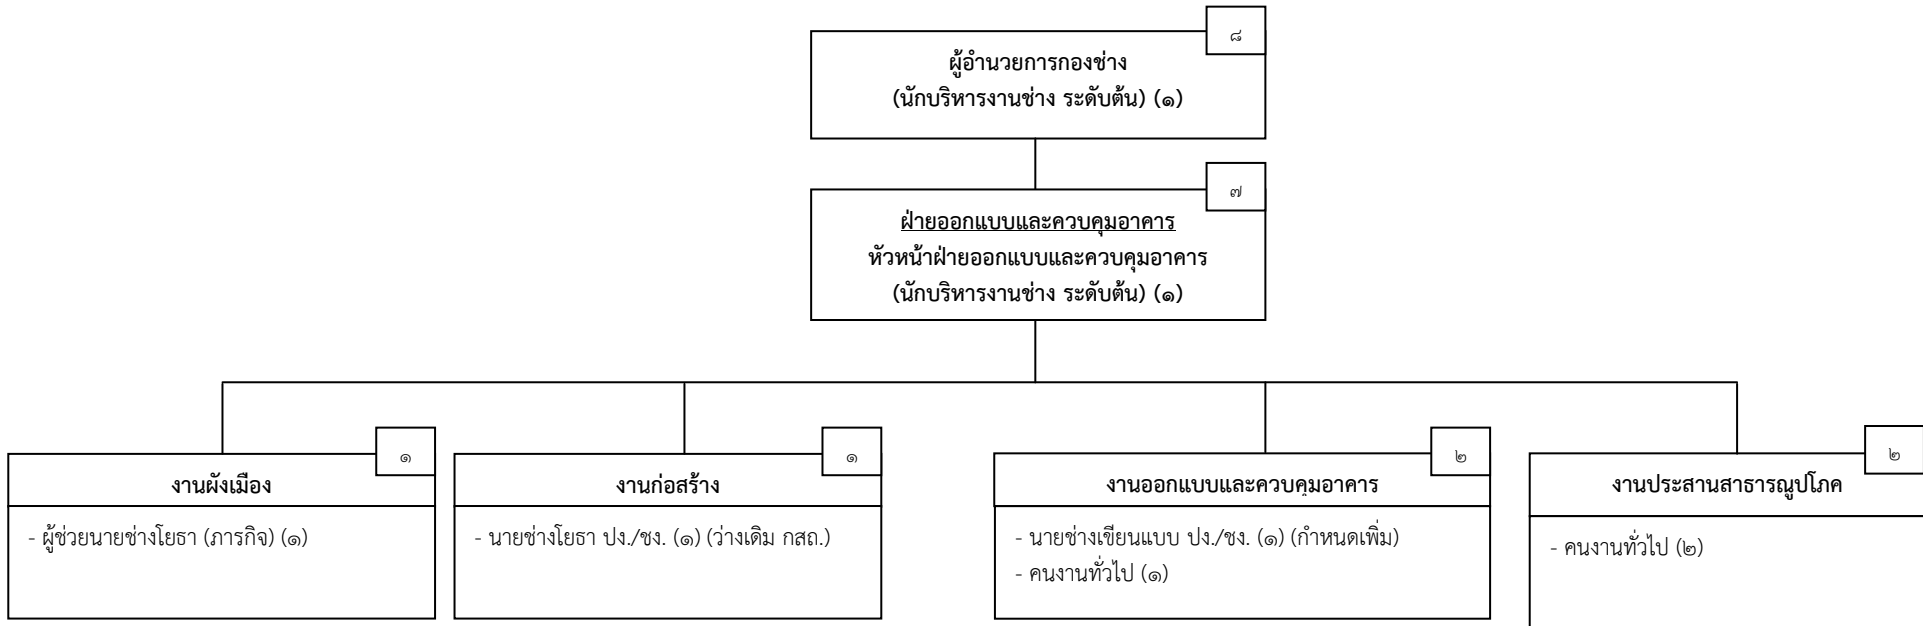 ๘
ผู้อำนวยการกองช่าง
(นักบริหารงานช่าง ระดับต้น) (๑)
๗
ฝ่ายออกแบบและควบคุมอาคาร
หัวหน้าฝ่ายออกแบบและควบคุมอาคาร
(นักบริหารงานช่าง ระดับต้น) (๑)
๑
งานผังเมือง
- ผู้ช่วยนายช่างโยธา (ภารกิจ) (๑)
๑
งานก่อสร้าง
- นายช่างโยธา ปง./ชง. (๑) (ว่างเดิม กสถ.)
๒
งานออกแบบและควบคุมอาคาร
- นายช่างเขียนแบบ ปง./ชง. (๑) (กำหนดเพิ่ม)
- คนงานทั่วไป (๑)
๒
งานประสานสาธารณูปโภค
- คนงานทั่วไป (๒)